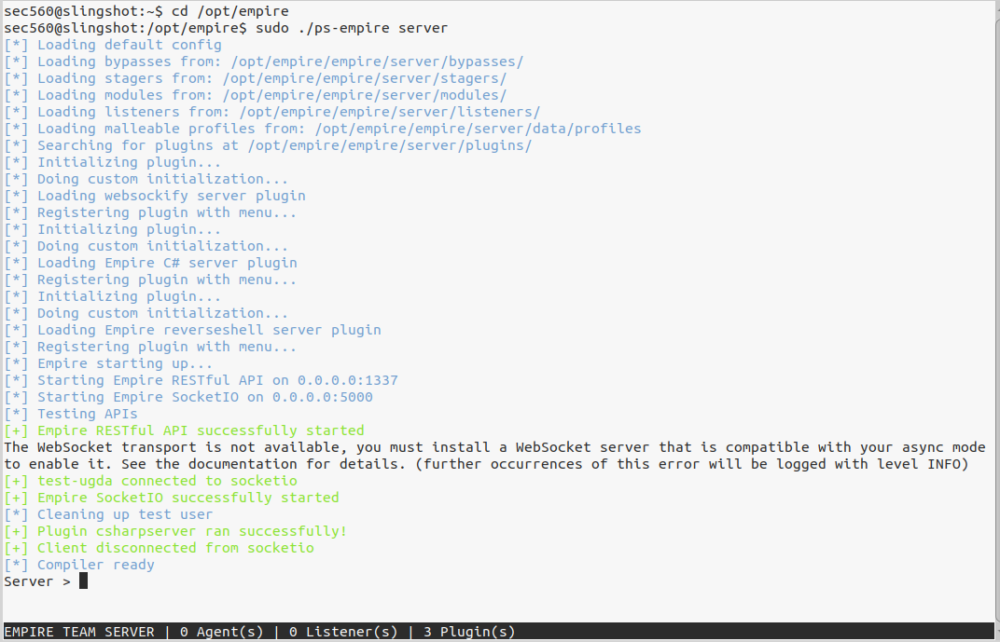 sec560@slingshot:~$ cd /opt/empire
sec560@slingshot:/opt/empire$ sudo ./ps-empire server
[*] Loading default config
[*] Loading bypasses from: /opt/empire/empire/server/bypasses/
[*] Loading stagers from: /opt/empire/empire/server/stagers/
[*] Loading modules from: /opt/empire/empire/server/modules/
[*] Loading listeners from: /opt/empire/empire/server/listeners/
[*] Loading malleable profiles from: /opt/empire/empire/server/data/profiles
[*] Searching for plugins at /opt/empire/empire/server/plugins/
[*] Initializing plugin...
[*] Doing custom initialization...
[*] Loading websockify server plugin
[*] Registering plugin with menu...
[*] Initializing plugin...
[*] Doing custom initialization...
[*] Loading Empire C# server plugin
[*] Registering plugin with menu...
[*] Initializing plugin...
[*] Doing custom initialization...
[*] Loading Empire reverseshell server plugin
[*] Registering plugin with menu...
[*] Empire starting up...
[*] Starting Empire RESTful API on 0.0.0.0:1337
[*] Starting Empire SocketIO on 0.0.0.0:5000
[*] Testing APIs
[+] Empire RESTful API successfully started
The WebSocket transport is not available, you must install a WebSocket server that is compatible with your async mode
to enable it. See the documentation for details. (further occurrences of this error will be logged with level INFO)
[+] test-ugda connected to socketio
[+] Empire SocketIO successfully started
[*] Cleaning up test user
[+] Plugin csharpserver ran successfully!
[+] Client disconnected from socketio
[*] Compiler ready
Server >
EMPIRE TEAM SERVER | 0 Agent(s) | 0 Listener(s) | 3 Plugin(s)